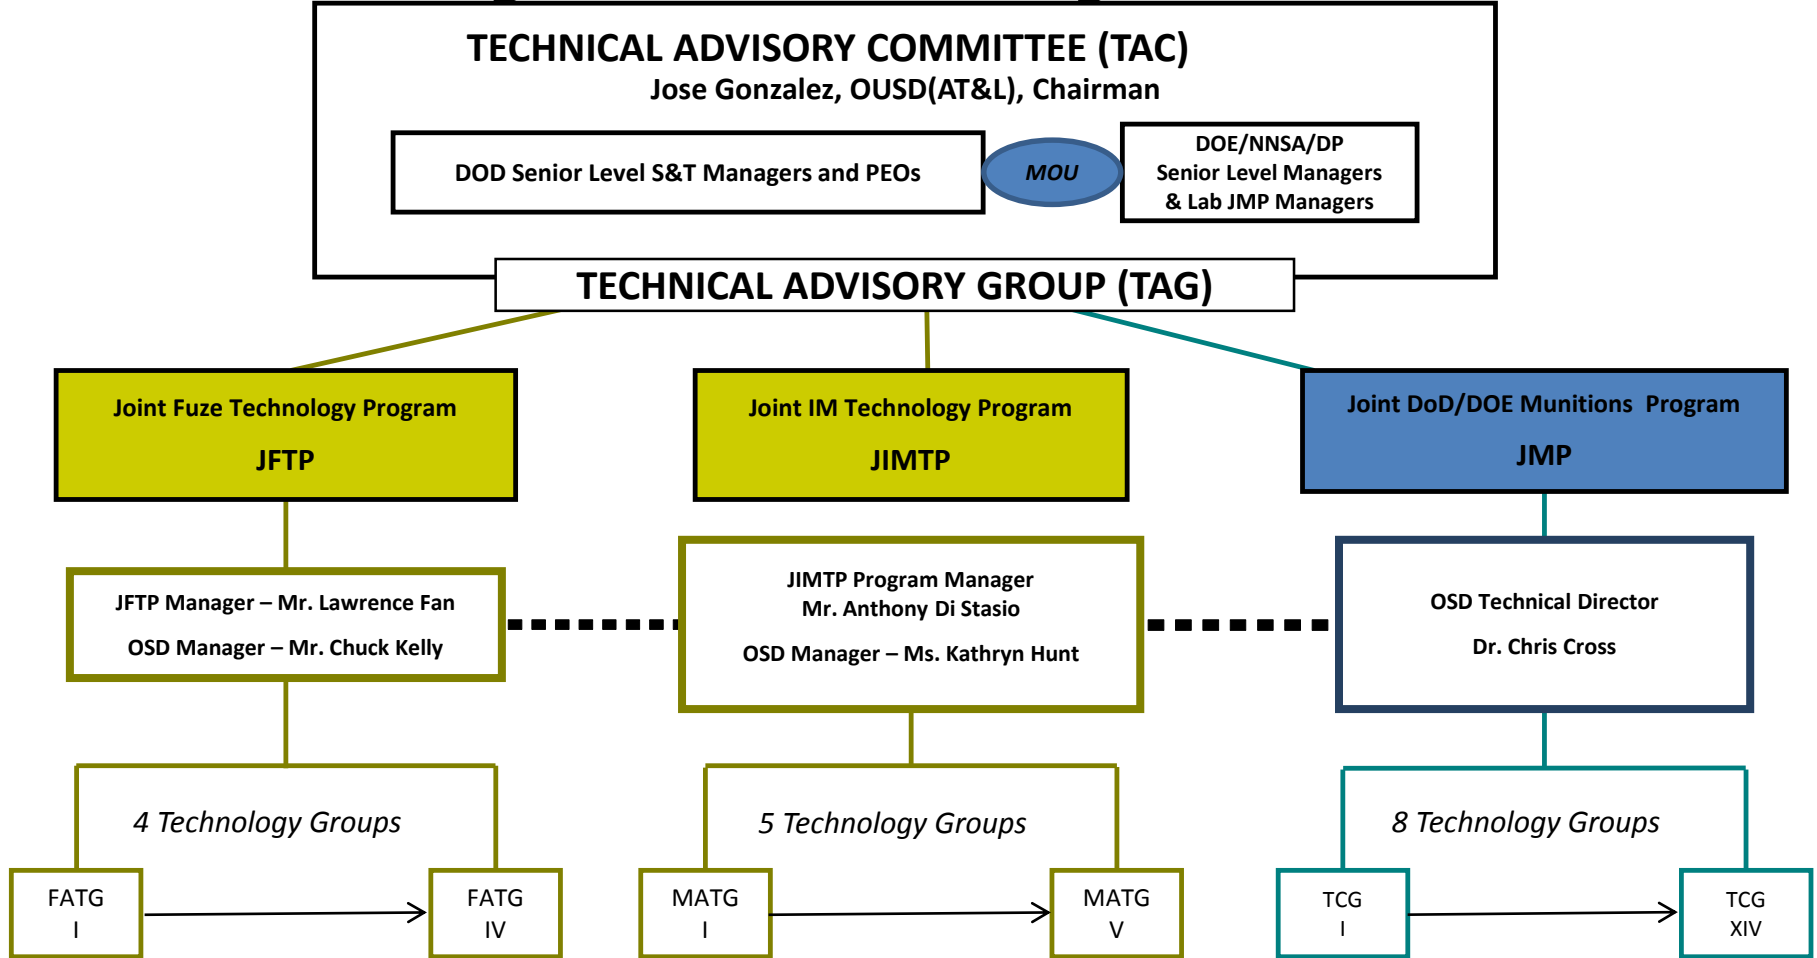 TECHNICAL ADVISORY COMMITTEE (TAC)
Jose Gonzalez, OUSD(AT&L), Chairman
DOD Senior Level S&T Managers and PEOs
MOU
DOE/NNSA/DP
Senior Level Managers
& Lab JMP Managers
TECHNICAL ADVISORY GROUP (TAG)
Joint Fuze Technology Program
JFTP
Joint IM Technology Program
JIMTP
Joint DoD/DOE Munitions Program
JMP
JFTP Manager – Mr. Lawrence Fan
OSD Manager – Mr. Chuck Kelly
JIMTP Program Manager
Mr. Anthony Di Stasio
OSD Manager – Ms. Kathryn Hunt
OSD Technical Director
Dr. Chris Cross
4 Technology Groups
5 Technology Groups
8 Technology Groups
FATG
I
FATG
IV
MATG
I
MATG
V
TCG
I
TCG
XIV